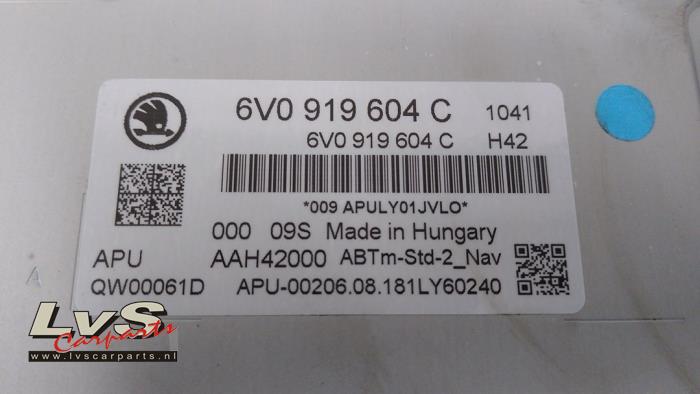 6V0 919 604 C 1041
6V0 919 604 C H42
*009 APULY01JVLO*
000 09S Made in Hungary
APU AAH42000 ABTm-Std-2_Nav
QW00061D APU-00206.08.181LY60240
A
LvS
Carparts
www.lvscarparts.nl